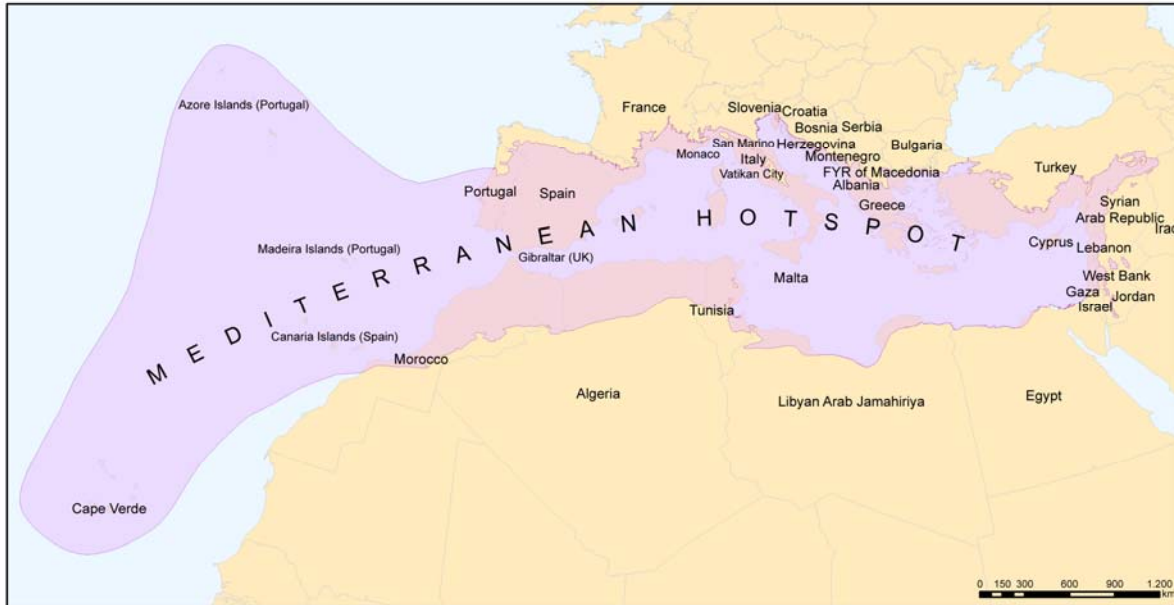 Azore Islands (Portugal)
France
Slovenia
Croatia
Bosnia
Serbia
San Marino
Herzegovina
Bulgaria
Monaco
Italy
Montenegro
Vatikan City
FYR of Macedonia
Turkey
Albania
Portugal
Spain
Greece
Syrian
Arab Republic
Iraq
MEDITERRANEAN HOTSPOT
Madeira Islands (Portugal)
Gibraltar (UK)
Cyprus
Lebanon
Malta
West Bank
Gaza
Jordan
Israel
Tunisia
Canaria Islands (Spain)
Morocco
Algeria
Libyan Arab Jamahiriya
Egypt
Cape Verde
0 150 300 600 900 1.200
km